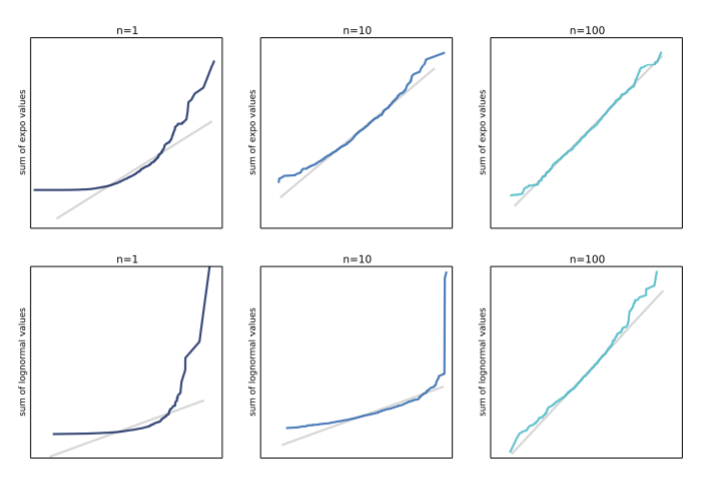 n=1
n=10
n=100
sum of expo values
sum of expo values
sum of expo values
n=1
n=10
n=100
sum of lognormal values
sum of lognormal values
sum of lognormal values